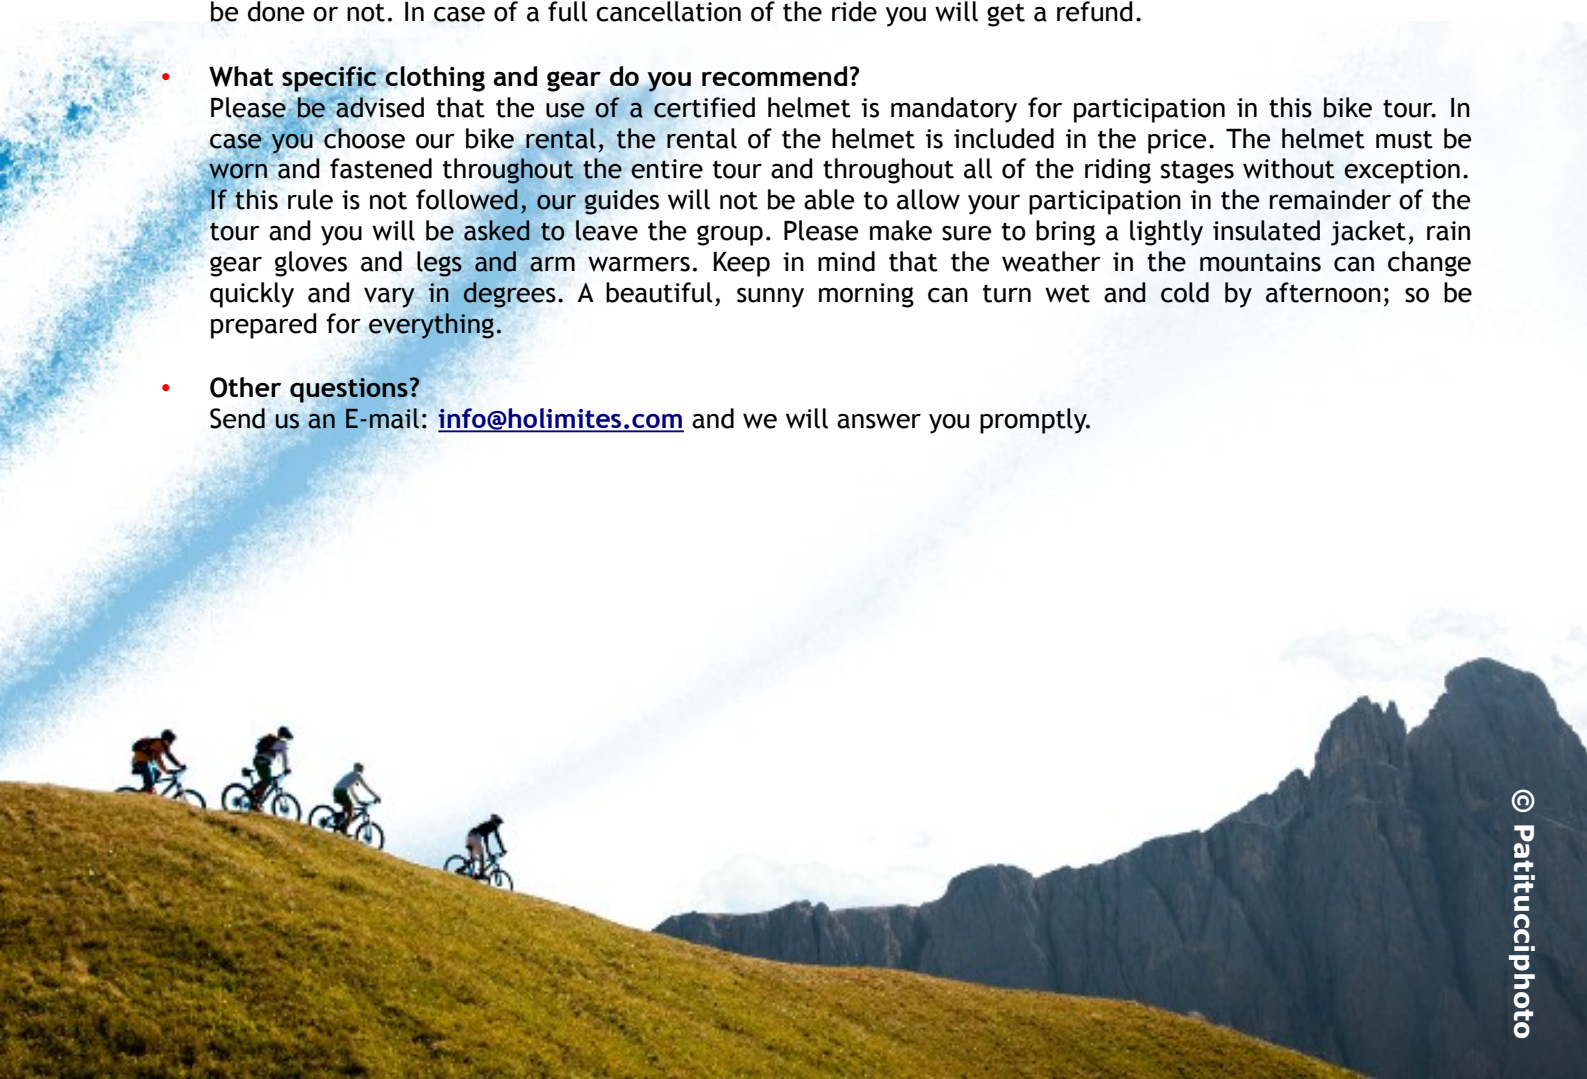 be done or not. In case of a full cancellation of the ride you will get a refund.
• What specific clothing and gear do you recommend?
Please be advised that the use of a certified helmet is mandatory for participation in this bike tour. In
case you choose our bike rental, the rental of the helmet is included in the price. The helmet must be
worn and fastened throughout the entire tour and throughout all of the riding stages without exception.
If this rule is not followed, our guides will not be able to allow your participation in the remainder of the
tour and you will be asked to leave the group. Please make sure to bring a lightly insulated jacket, rain
gear gloves and legs and arm warmers. Keep in mind that the weather in the mountains can change
quickly and vary in degrees. A beautiful, sunny morning can turn wet and cold by afternoon; so be
prepared for everything.
• Other questions?
Send us an E-mail: info@holimites.com and we will answer you promptly.
© Patitucciphoto